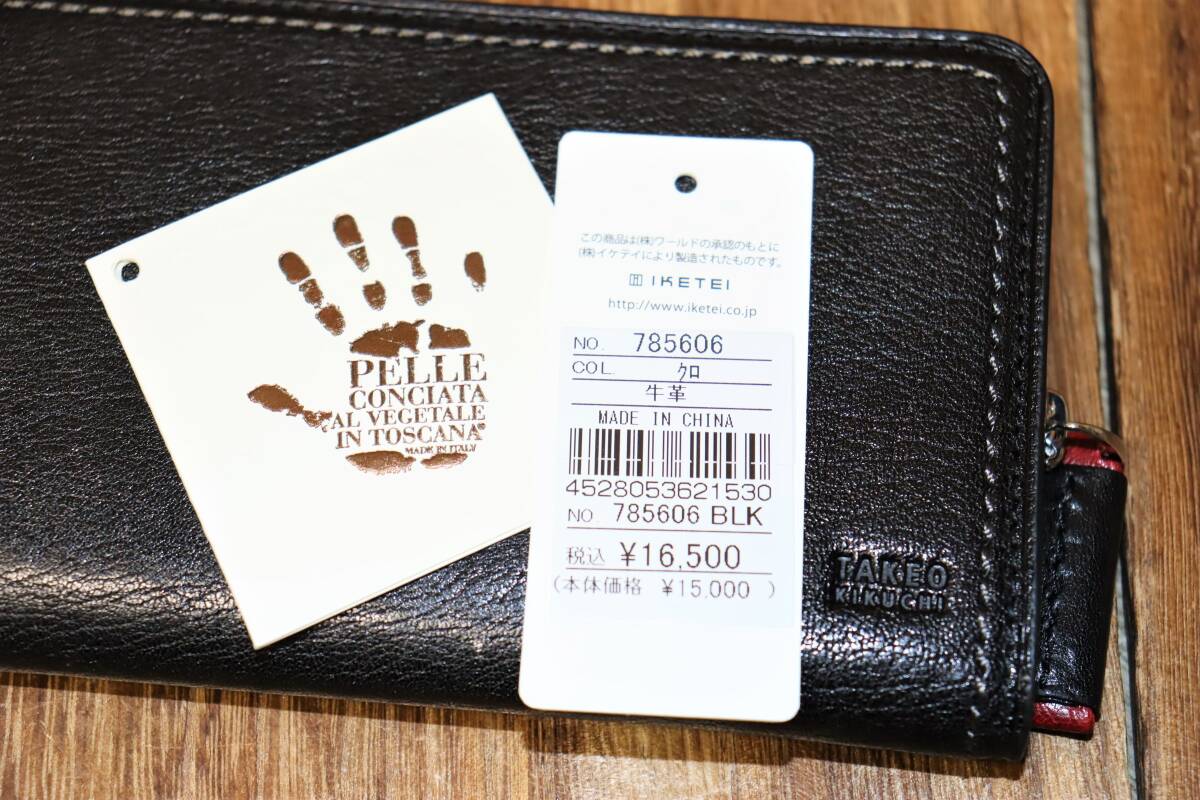 PELLE
CONCIATA
AL VEGETALE
IN TOSCANA®
MADE IN ITALY
この商品は(株)ワールドの承認のもとに
(株)イケテイにより製造されたものです。
IKETEI
http://www.iketei.co.jp
NO. 785606
COL. クロ
牛革
MADE IN CHINA
4528053621530
NO. 785606 BLK
税込 ¥16,500
(本体価格 ¥15,000 )
TAKEO
KIKUCHI